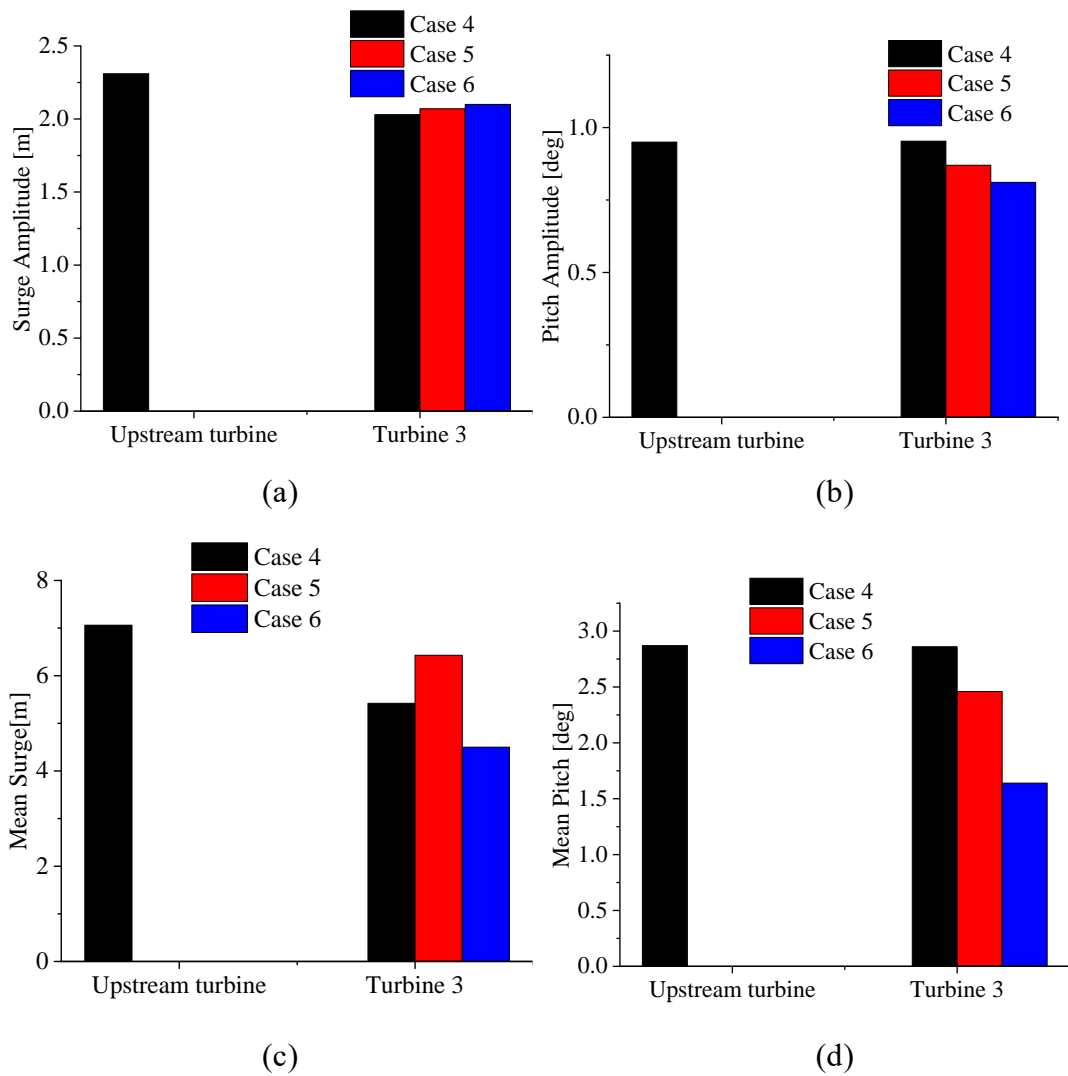 Case 4
Case 5
Case 6
Surge Amplitude [m]
2.5
2.0
1.5
1.0
0.5
0.0
Upstream turbine
Turbine 3
(a)
Case 4
Case 5
Case 6
Pitch Amplitude [deg]
1.0
0.5
0.0
Upstream turbine
Turbine 3
(b)
Case 4
Case 5
Case 6
Mean Surge[m]
8
6
4
2
0
Upstream turbine
Turbine 3
(c)
Case 4
Case 5
Case 6
Mean Pitch [deg]
3.0
2.5
2.0
1.5
1.0
0.5
0.0
Upstream turbine
Turbine 3
(d)